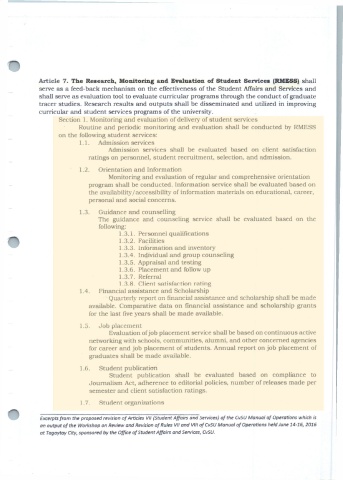 Article 7. The Research, Monitoring and Evaluation of Student Services (RMESS) shall
serve as a feed-back mechanism on the effectiveness of the Student Affairs and Services and
shall serve as evaluation tool to evaluate curricular programs through the conduct of graduate
tracer studies. Research results and outputs shall be disseminated and utilized in improving
curricular and student services programs of the university.
Section 1. Monitoring and evaluation of delivery of student services
Routine and periodic monitoring and evaluation shall be conducted by RMESS
on the following student services:
1.1. Admission services
Admission services shall be evaluated based on client satisfaction
ratings on personnel, student recruitment, selection, and admission.
1.2. Orientation and Information
Monitoring and evaluation of regular and comprehensive orientation
program shall be conducted. Information service shall be evaluated based on
the availability/accessibility of information materials on educational, career,
personal and social concerns.
1.3. Guidance and counselling
The guidance and counseling service shall be evaluated based on the
following:
1.3.1. Personnel qualifications
1.3.2. Facilities
1.3.3. Information and inventory
1.3.4. Individual and group counseling
1.3.5. Appraisal and testing
1.3.6. Placement and follow up
1.3.7. Referral
1.3.8. Client satisfaction rating
1.4. Financial assistance and Scholarship
Quarterly report on financial assistance and scholarship shall be made
available. Comparative data on financial assistance and scholarship grants
for the last five years shall be made available.
1.5. Job placement
Evaluation of job placement service shall be based on continuous active
networking with schools, communities, alumni, and other concerned agencies
for career and job placement of students. Annual report on job placement of
graduates shall be made available.
1.6. Student publication
Student publication shall be evaluated based on compliance to
Journalism Act, adherence to editorial policies, number of releases made per
semester and client satisfaction ratings.
1.7. Student organizations
Excerpts from the proposed revision of Articles VII (Student Affairs and Services) of the CvSU Manual of Operations which is
an output of the Workshop on Review and Revision of Rules VII and VIII of CvSU Manual of Operations held June 14-16, 2016
at Tagaytay City, sponsored by the Office of Student Affairs and Services, CvSU.